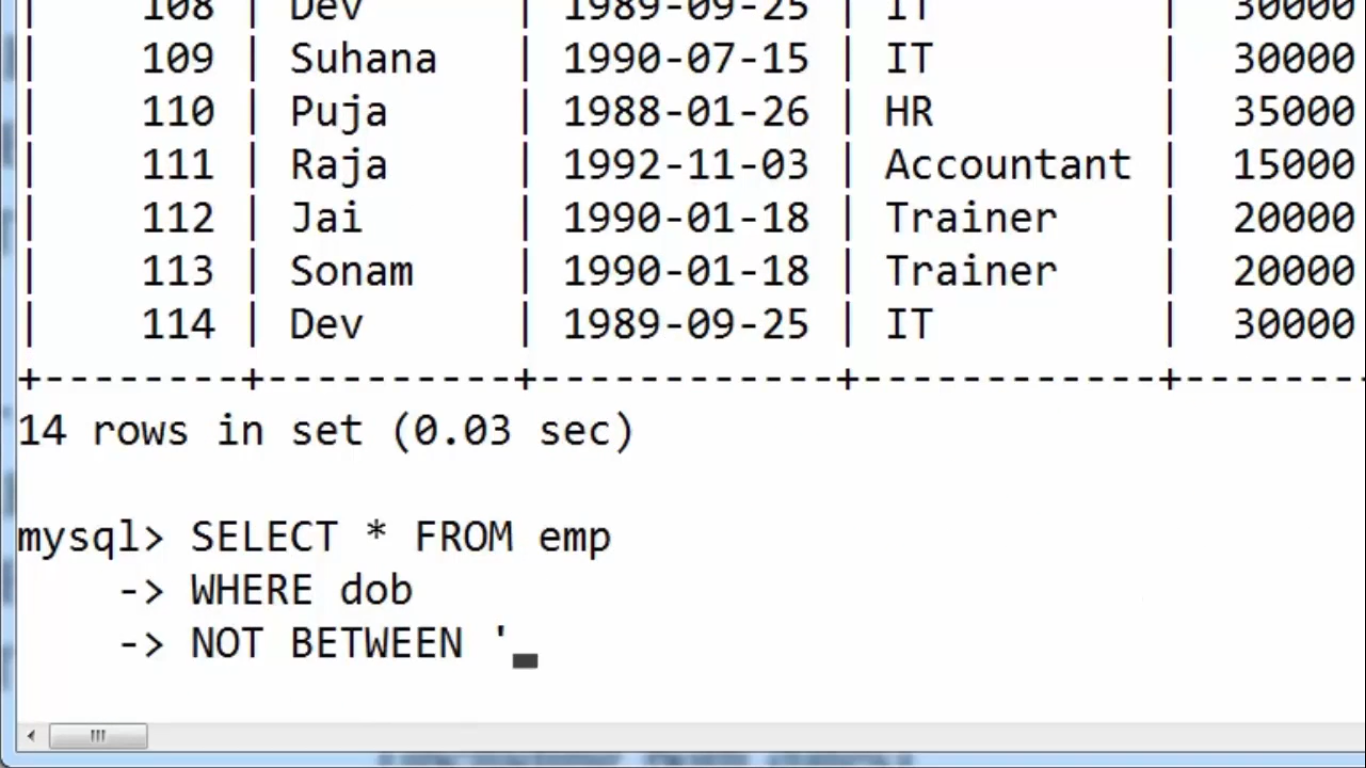 | 108 | Dev | 1989-09-25 | IT | 30000
| 109 | Suhana | 1990-07-15 | IT | 30000
| 110 | Puja | 1988-01-26 | HR | 35000
| 111 | Raja | 1992-11-03 | Accountant | 15000
| 112 | Jai | 1990-01-18 | Trainer | 20000
| 113 | Sonam | 1990-01-18 | Trainer | 20000
| 114 | Dev | 1989-09-25 | IT | 30000
+--------+----------+------------+------------+-------
14 rows in set (0.03 sec)
mysql> SELECT * FROM emp
-> WHERE dob
-> NOT BETWEEN '_